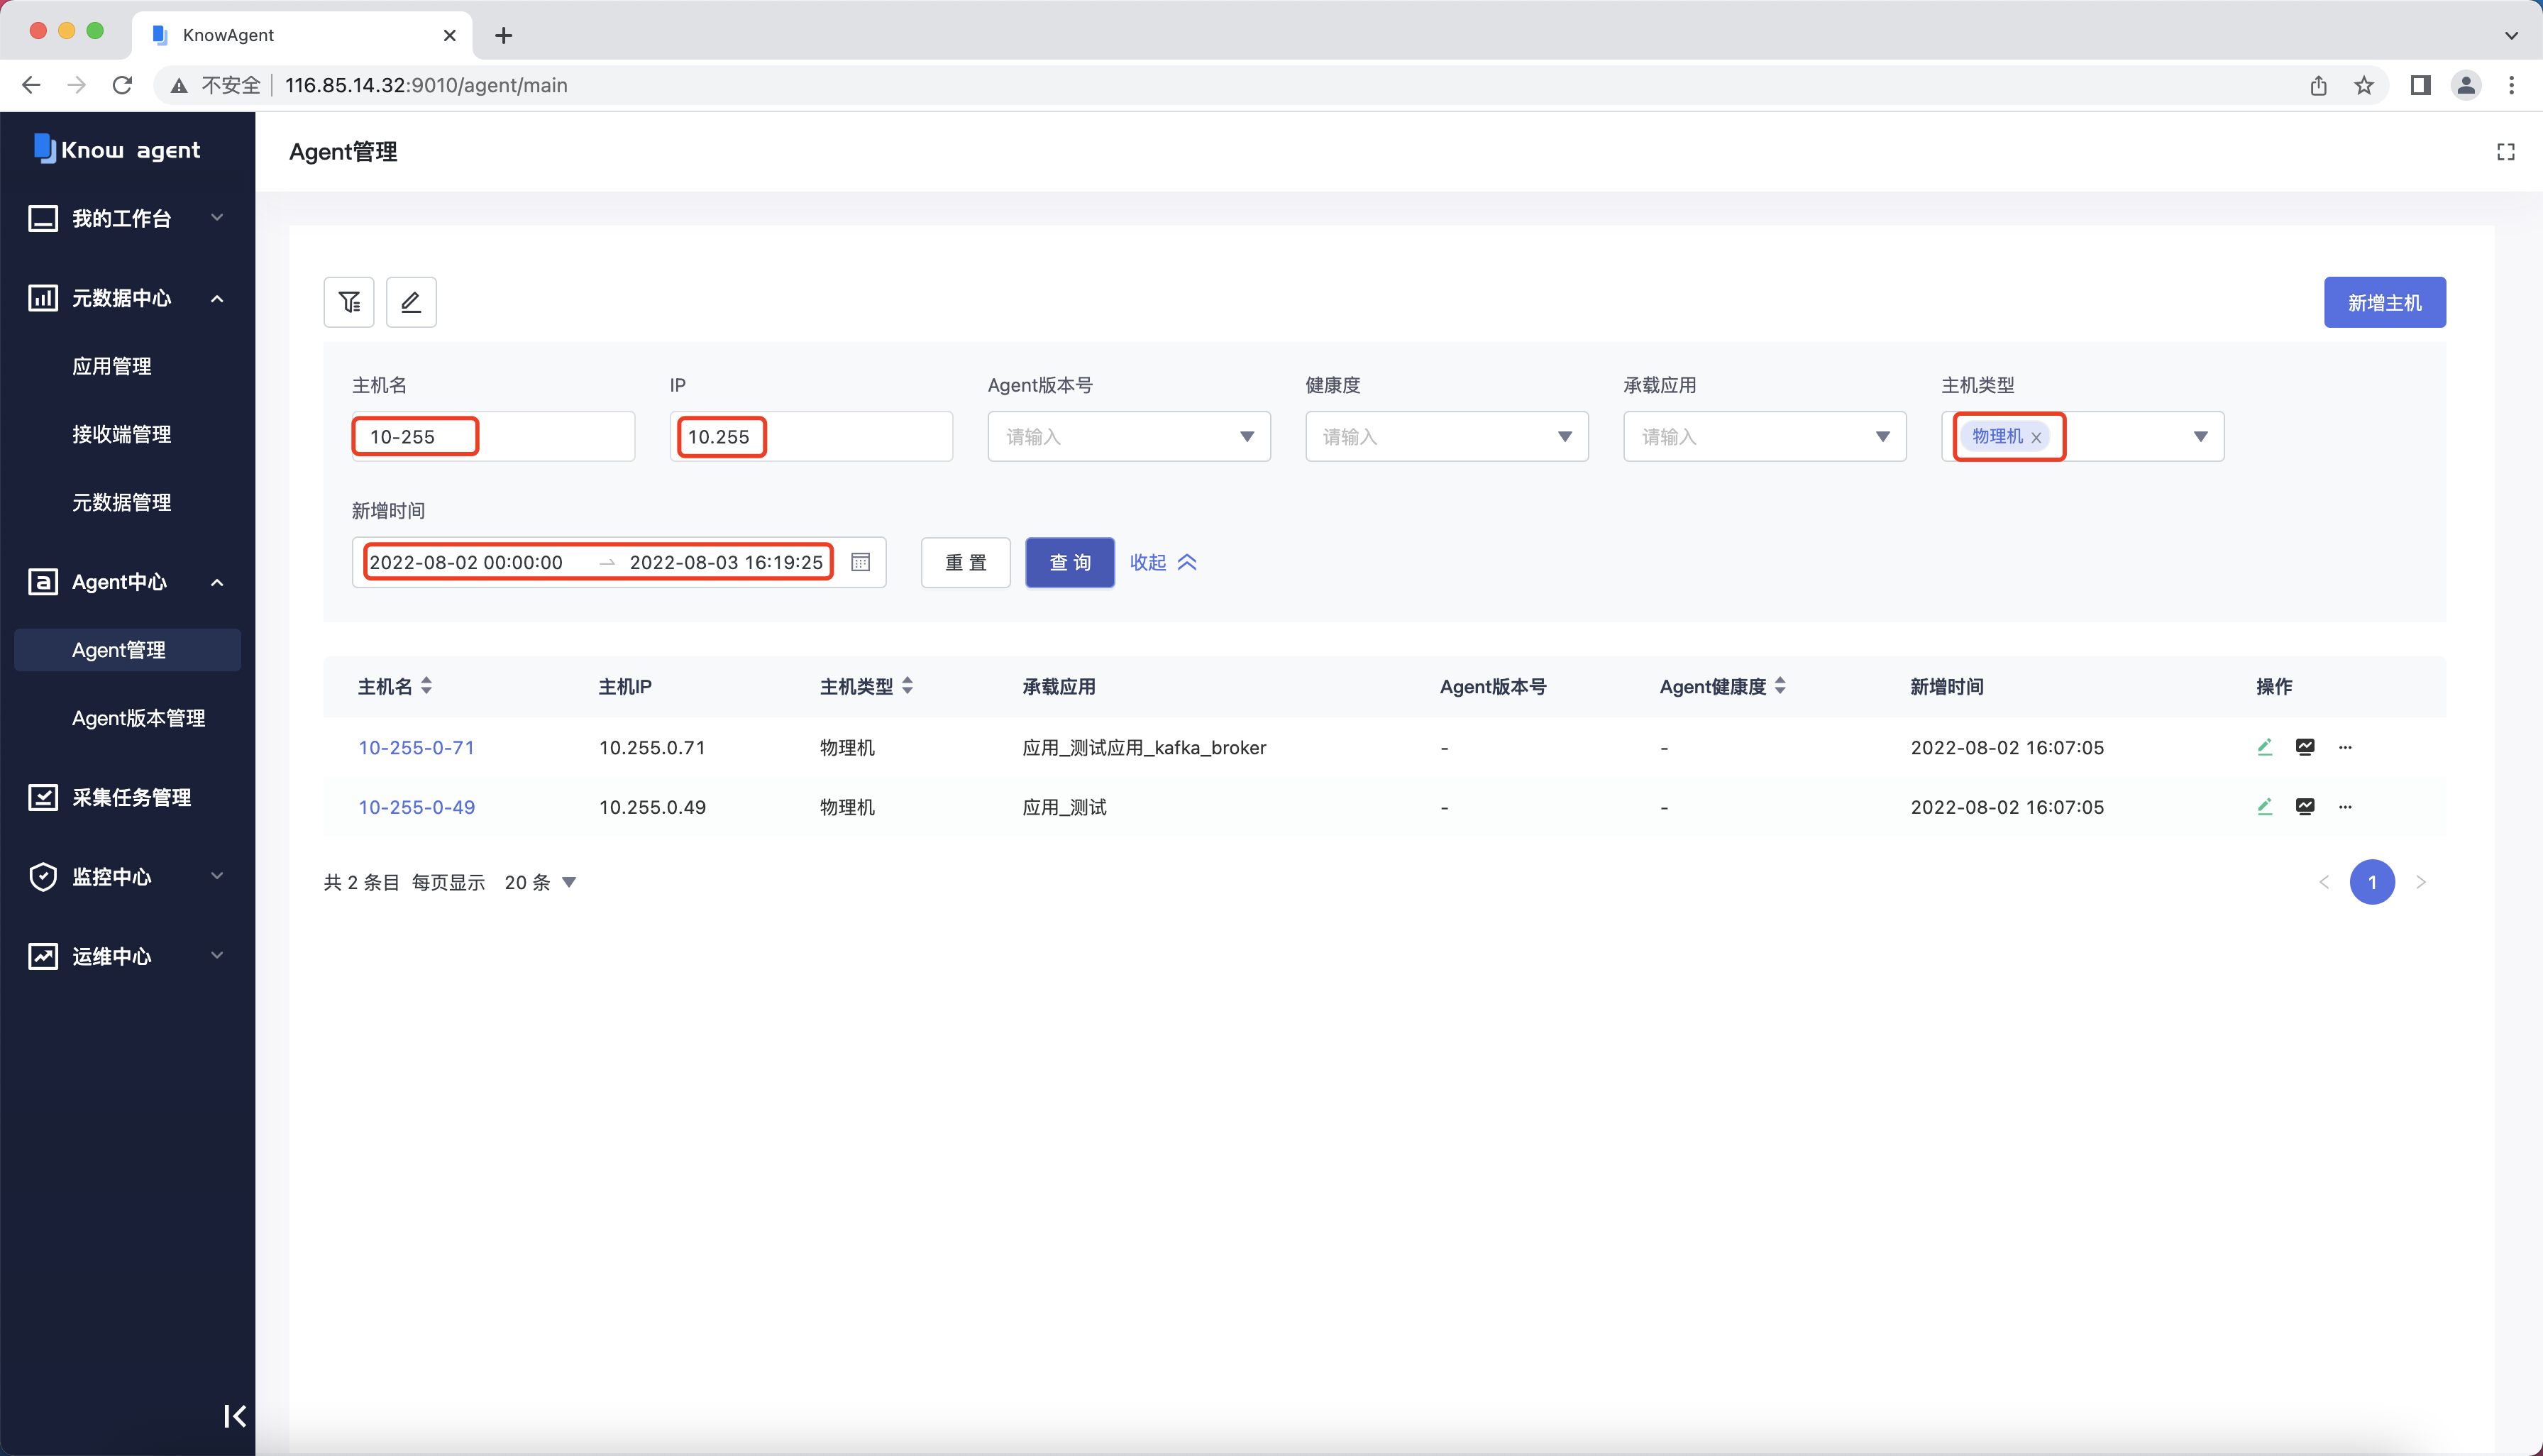 KnowAgent
不安全 116.85.14.32:9010/agent/main
Know agent
Agent管理
我的工作台
元数据中心
应用管理
接收端管理
元数据管理
Agent中心
Agent管理
Agent版本管理
采集任务管理
监控中心
运维中心
新增主机
主机名 IP Agent版本号 健康度 承载应用 主机类型
10-255 10.255 请输入 请输入 请输入 物理机
新增时间
2022-08-02 00:00:00 → 2022-08-03 16:19:25 重置 查询 收起
主机名 主机IP 主机类型 承载应用 Agent版本号 Agent健康度 新增时间 操作
10-255-0-71 10.255.0.71 物理机 应用_测试应用_kafka_broker - - 2022-08-02 16:07:05
10-255-0-49 10.255.0.49 物理机 应用_测试 - - 2022-08-02 16:07:05
共 2 条目 每页显示 20 条 1